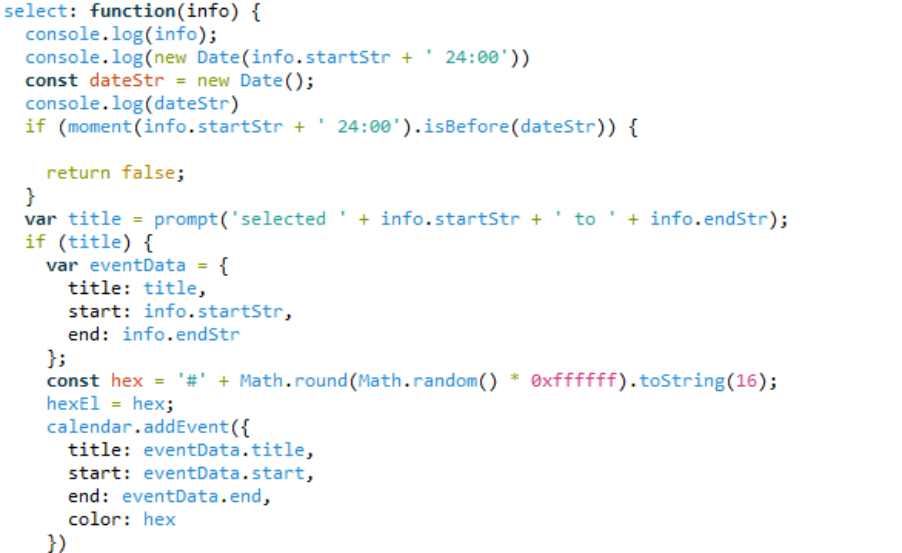 select: function(info) {
  console.log(info);
  console.log(new Date(info.startStr + ' 24:00'))
  const dateStr = new Date();
  console.log(dateStr)
  if (moment(info.startStr + ' 24:00').isBefore(dateStr)) {

    return false;
  }
  var title = prompt('selected ' + info.startStr + ' to ' + info.endStr);
  if (title) {
    var eventData = {
      title: title,
      start: info.startStr,
      end: info.endStr
    };
    const hex = '#' + Math.round(Math.random() * 0xffffff).toString(16);
    hexEl = hex;
    calendar.addEvent({
      title: eventData.title,
      start: eventData.start,
      end: eventData.end,
      color: hex
    })